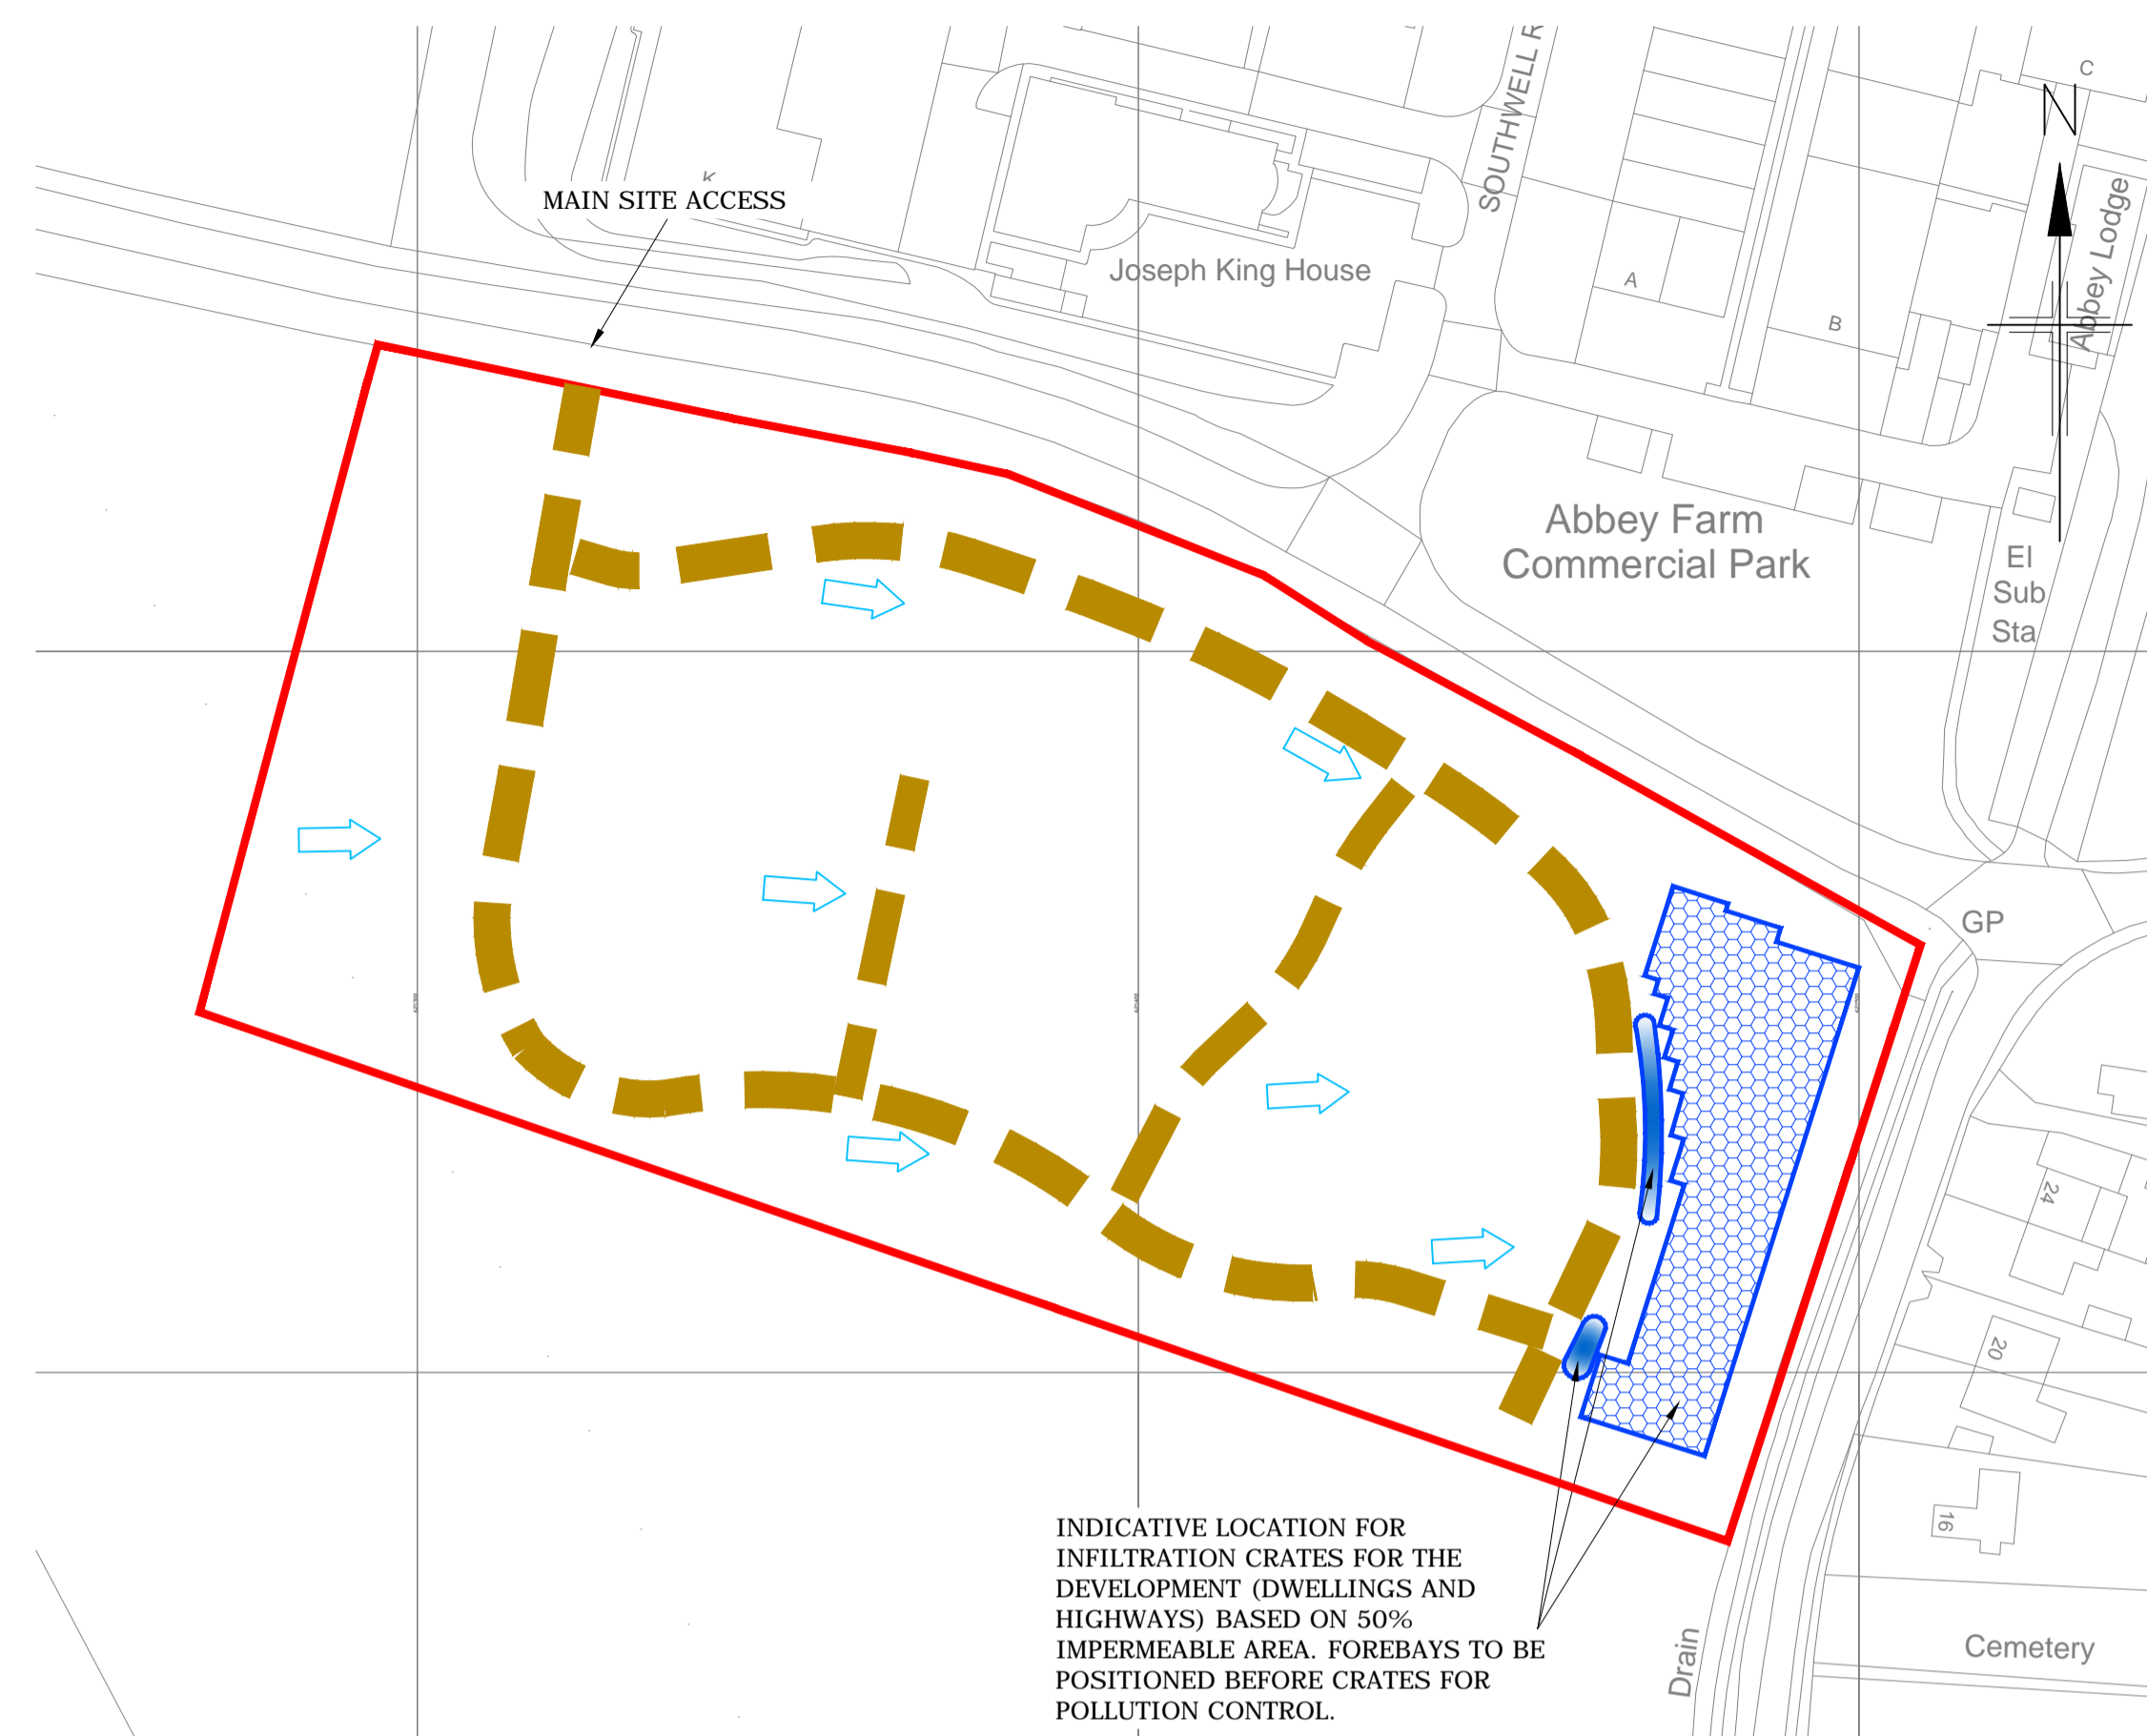 C
N
SOUTHWELL R
K
MAIN SITE ACCESS
Abbey Lodge
Joseph King House
A
B
Abbey Farm
Commercial Park
El
Sub
Sta
GP
24
20
16
INDICATIVE LOCATION FOR
INFILTRATION CRATES FOR THE
DEVELOPMENT (DWELLINGS AND
HIGHWAYS) BASED ON 50%
IMPERMEABLE AREA. FOREBAYS TO BE
POSITIONED BEFORE CRATES FOR
POLLUTION CONTROL.
Drain
Cemetery